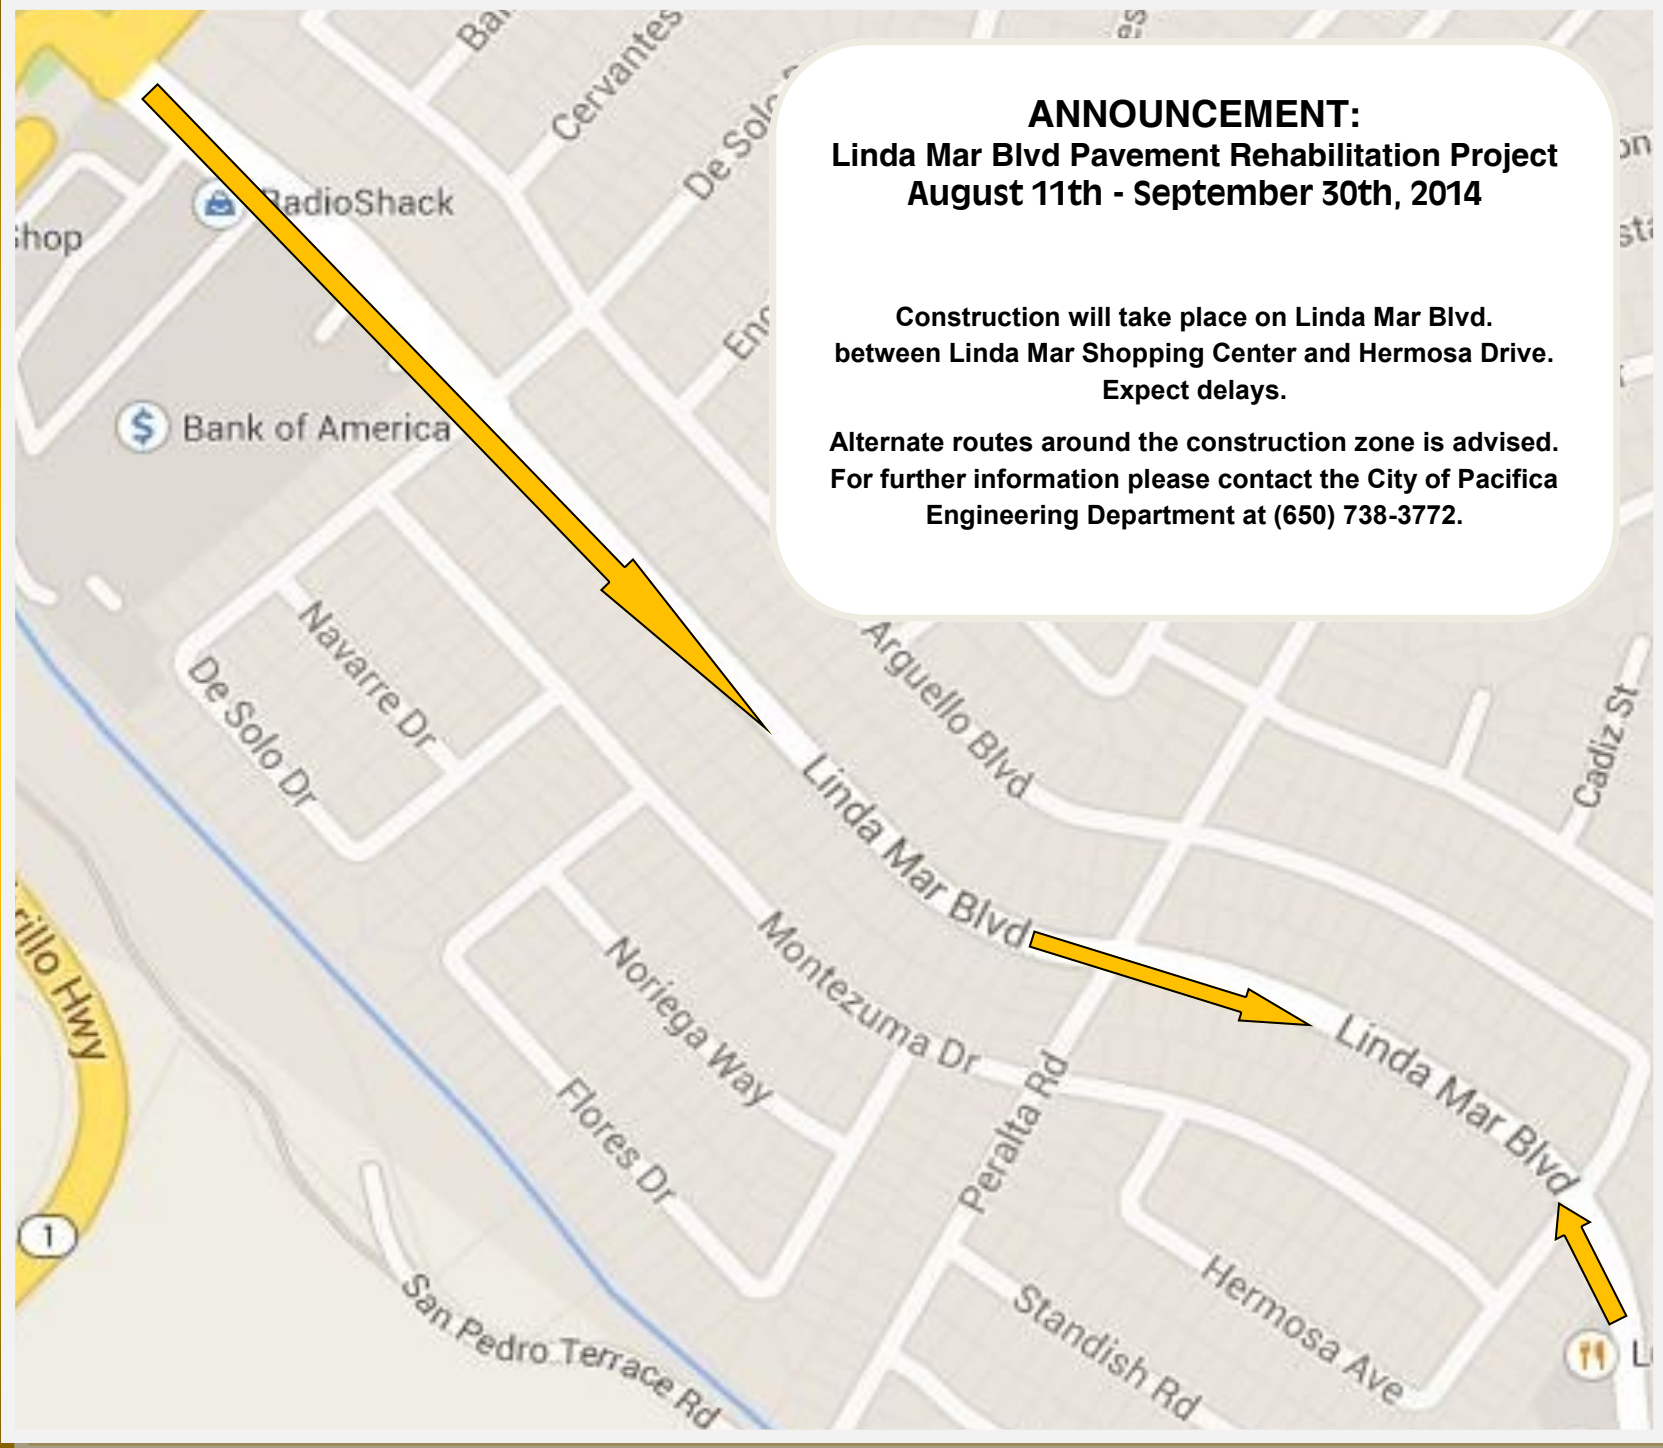 ANNOUNCEMENT:
Linda Mar Blvd Pavement Rehabilitation Project
August 11th - September 30th, 2014
Construction will take place on Linda Mar Blvd.
between Linda Mar Shopping Center and Hermosa Drive.
Expect delays.
Alternate routes around the construction zone is advised.
For further information please contact the City of Pacifica
Engineering Department at (650) 738-3772.
Cervantes
De Solo
RadioShack
hop
Bank of America
Navarre Dr
De Solo Dr
Arguello Blvd
Cadiz St
Linda Mar Blvd
Linda Mar Blvd
Montezuma Dr
Noriega Way
Flores Dr
Peralta Rd
rillo Hwy
1
San Pedro Terrace Rd
Standish Rd
Hermosa Ave